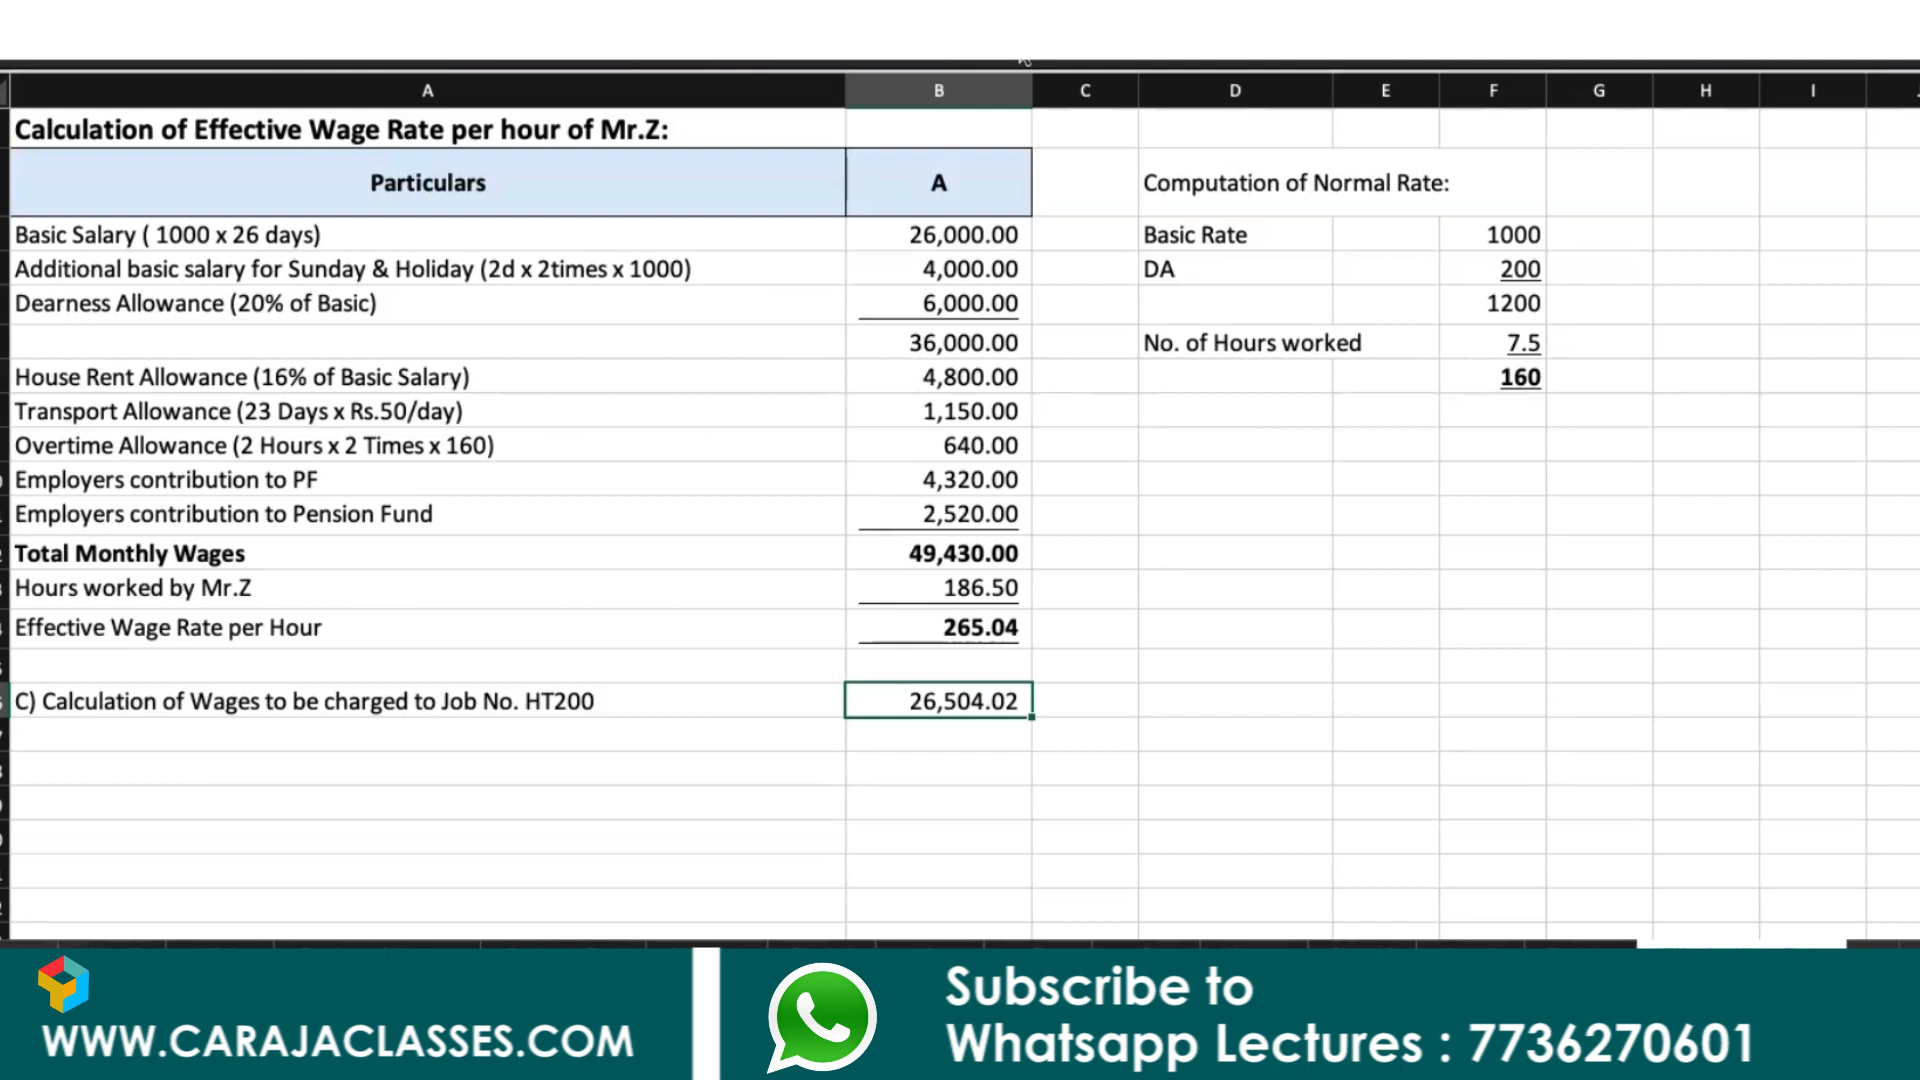 A B C D E F G H I
Calculation of Effective Wage Rate per hour of Mr.Z:
Particulars A Computation of Normal Rate:
Basic Salary ( 1000 x 26 days) 26,000.00 Basic Rate 1000
Additional basic salary for Sunday & Holiday (2d x 2times x 1000) 4,000.00 DA 200
Dearness Allowance (20% of Basic) 6,000.00 1200
36,000.00 No. of Hours worked 7.5
House Rent Allowance (16% of Basic Salary) 4,800.00 160
Transport Allowance (23 Days x Rs.50/day) 1,150.00
Overtime Allowance (2 Hours x 2 Times x 160) 640.00
Employers contribution to PF 4,320.00
Employers contribution to Pension Fund 2,520.00
Total Monthly Wages 49,430.00
Hours worked by Mr.Z 186.50
Effective Wage Rate per Hour 265.04
C) Calculation of Wages to be charged to Job No. HT200 26,504.02
WWW.CARAJACLASSES.COM
Subscribe to
Whatsapp Lectures : 7736270601